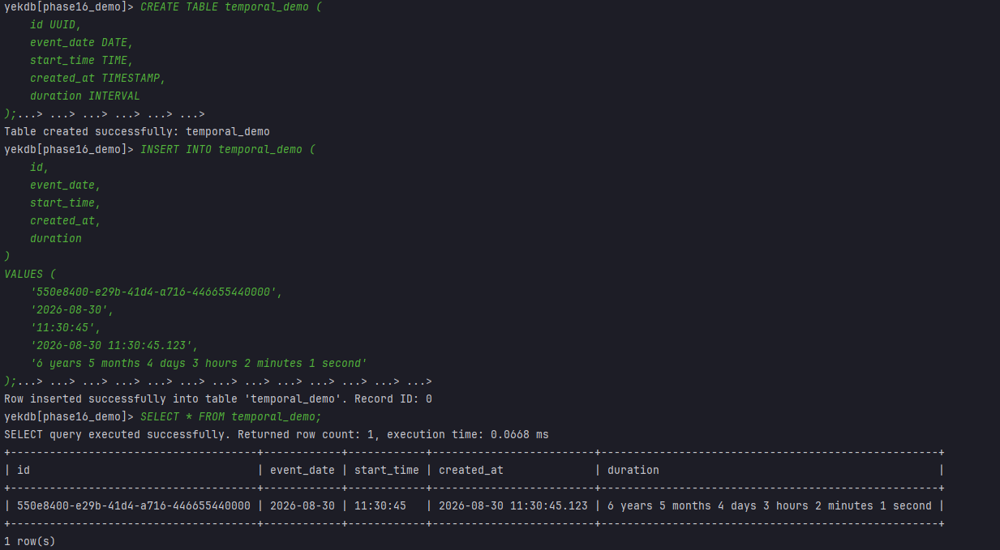 yekdb[phase16_demo]> CREATE TABLE temporal_demo (
    id UUID,
    event_date DATE,
    start_time TIME,
    created_at TIMESTAMP,
    duration INTERVAL
);...> ...> ...> ...> ...> ...>
Table created successfully: temporal_demo
yekdb[phase16_demo]> INSERT INTO temporal_demo (
    id,
    event_date,
    start_time,
    created_at,
    duration
)
VALUES (
    '550e8400-e29b-41d4-a716-446655440000',
    '2026-08-30',
    '11:30:45',
    '2026-08-30 11:30:45.123',
    '6 years 5 months 4 days 3 hours 2 minutes 1 second'
);...> ...> ...> ...> ...> ...> ...> ...> ...> ...> ...> ...> ...>
Row inserted successfully into table 'temporal_demo'. Record ID: 0
yekdb[phase16_demo]> SELECT * FROM temporal_demo;
SELECT query executed successfully. Returned row count: 1, execution time: 0.0668 ms
+--------------------------------------+------------+------------+-------------------------+----------------------------------------------------+
| id                                   | event_date | start_time | created_at              | duration                                           |
+--------------------------------------+------------+------------+-------------------------+----------------------------------------------------+
| 550e8400-e29b-41d4-a716-446655440000 | 2026-08-30 | 11:30:45   | 2026-08-30 11:30:45.123 | 6 years 5 months 4 days 3 hours 2 minutes 1 second |
+--------------------------------------+------------+------------+-------------------------+----------------------------------------------------+
1 row(s)